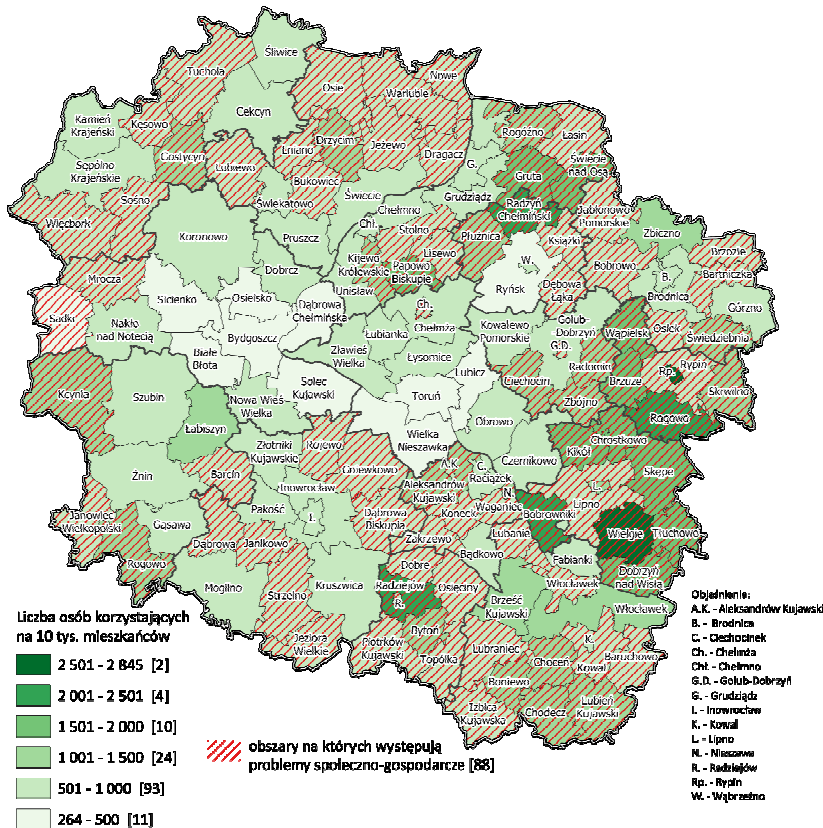 Śliwice
Tuchola
Osie
Nowe
Warlubie
Cekcyn
Kamień
Krajeński
Kęsowo
Rogóźno
Łasin
Drzycim
Jeżewo
Lniano
Gostycyn
Lubiewo
Dragacz
G.
Świecie
nad Osą
Sępólno
Krajeńskie
Bukowiec
Gruta
Sośno
Świekatowo
Świecie
Grudziądz
Radzyń
Chełmiński
Jabłonowo
Pomorskie
Chełmno
Chł.
Więcbork
Koronowo
Pruszcz
Stolno
Płużnica
Książki
Zbiczno
Brzozie
Kijewo
Królewskie
Lisewo
Papowo
Biskupie
W.
Bobrowo
B.
Bartniczka
Dobrcz
Mrocza
Unisław
Ryńsk
Dębowa
Łąka
Brodnica
Górzno
Sicienko
Osielsko
Dąbrowa
Chełmińska
Ch.
Chełmża
Sadki
Nakło
nad Notecią
Bydgoszcz
Łubianka
Kowalewo
Pomorskie
Golub-
Dobrzyń
G.D.
Wąpielsk
Osiek
Świedziebnia
Białe
Błota
Zławieś
Wielka
Łysomice
Lubicz
Radomin
Rypin
Rp.
Kcynia
Szubin
Nowa Wieś
Wielka
Solec
Kujawski
Toruń
Ciechocin
Brzuze
Skrwilno
Zbójno
Łabiszyn
Obrowo
Rogowo
Wielka
Nieszawka
Złotniki
Kujawskie
Rojewo
Chrostkowo
Kikół
Czernikowo
Żnin
Barcin
Gniewkowo
A.K.
C.
Raciążek
Skępe
Inowrocław
Aleksandrów
Kujawski
L.
Lipno
Janowiec
Wielkopolski
Gąsawa
Pakość
I.
Dąbrowa
Biskupia
Koneck
Waganiec
N.
Bobrowniki
Wielgie
Tłuchowo
Dąbrowa
Janikowo
Zakrzewo
Lubanie
Bądkowo
Fabianki
Rogowo
Mogilno
Strzelno
Kruszwica
Dobre
Radziejów
R.
Osięciny
Włocławek
Dobrzyń
nad Wisłą
Brześć
Kujawski
Włocławek
Jeziora
Wielkie
Bytoń
Piotrków
Kujawski
Topólka
Lubraniec
K.
Kowal
Baruchowo
Choceń
Boniewo
Izbica
Kujawska
Chodecz
Lubień
Kujawski
Liczba osób korzystających
na 10 tys. mieszkańców
2 501 - 2 845 [2]
2 001 - 2 501 [4]
1 501 - 2 000 [10]
1 001 - 1 500 [24]
501 - 1 000 [93]
264 - 500 [11]
obszary na których występują
problemy społeczno-gospodarcze [88]
Objaśnienie:
A.K. - Aleksandrów Kujawski
B. - Brodnica
C. - Ciechocinek
Ch. - Chełmża
Chł. - Chełmno
G.D. - Golub-Dobrzyń
G. - Grudziądz
I. - Inowrocław
K. - Kowal
L. - Lipno
N. - Nieszawa
R. - Radziejów
Rp. - Rypin
W. - Wąbrzeźno